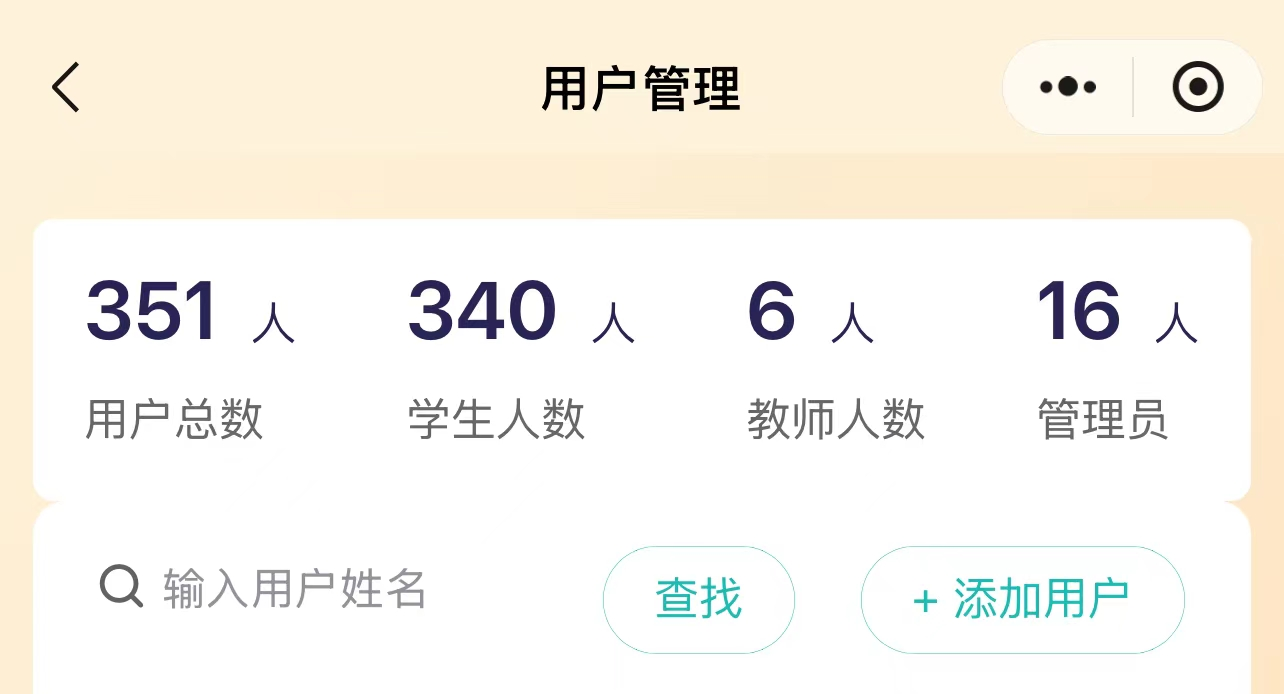 用户管理
351 人 340 人 6 人 16 人
用户总数 学生人数 教师人数 管理员
输入用户姓名 查找 + 添加用户